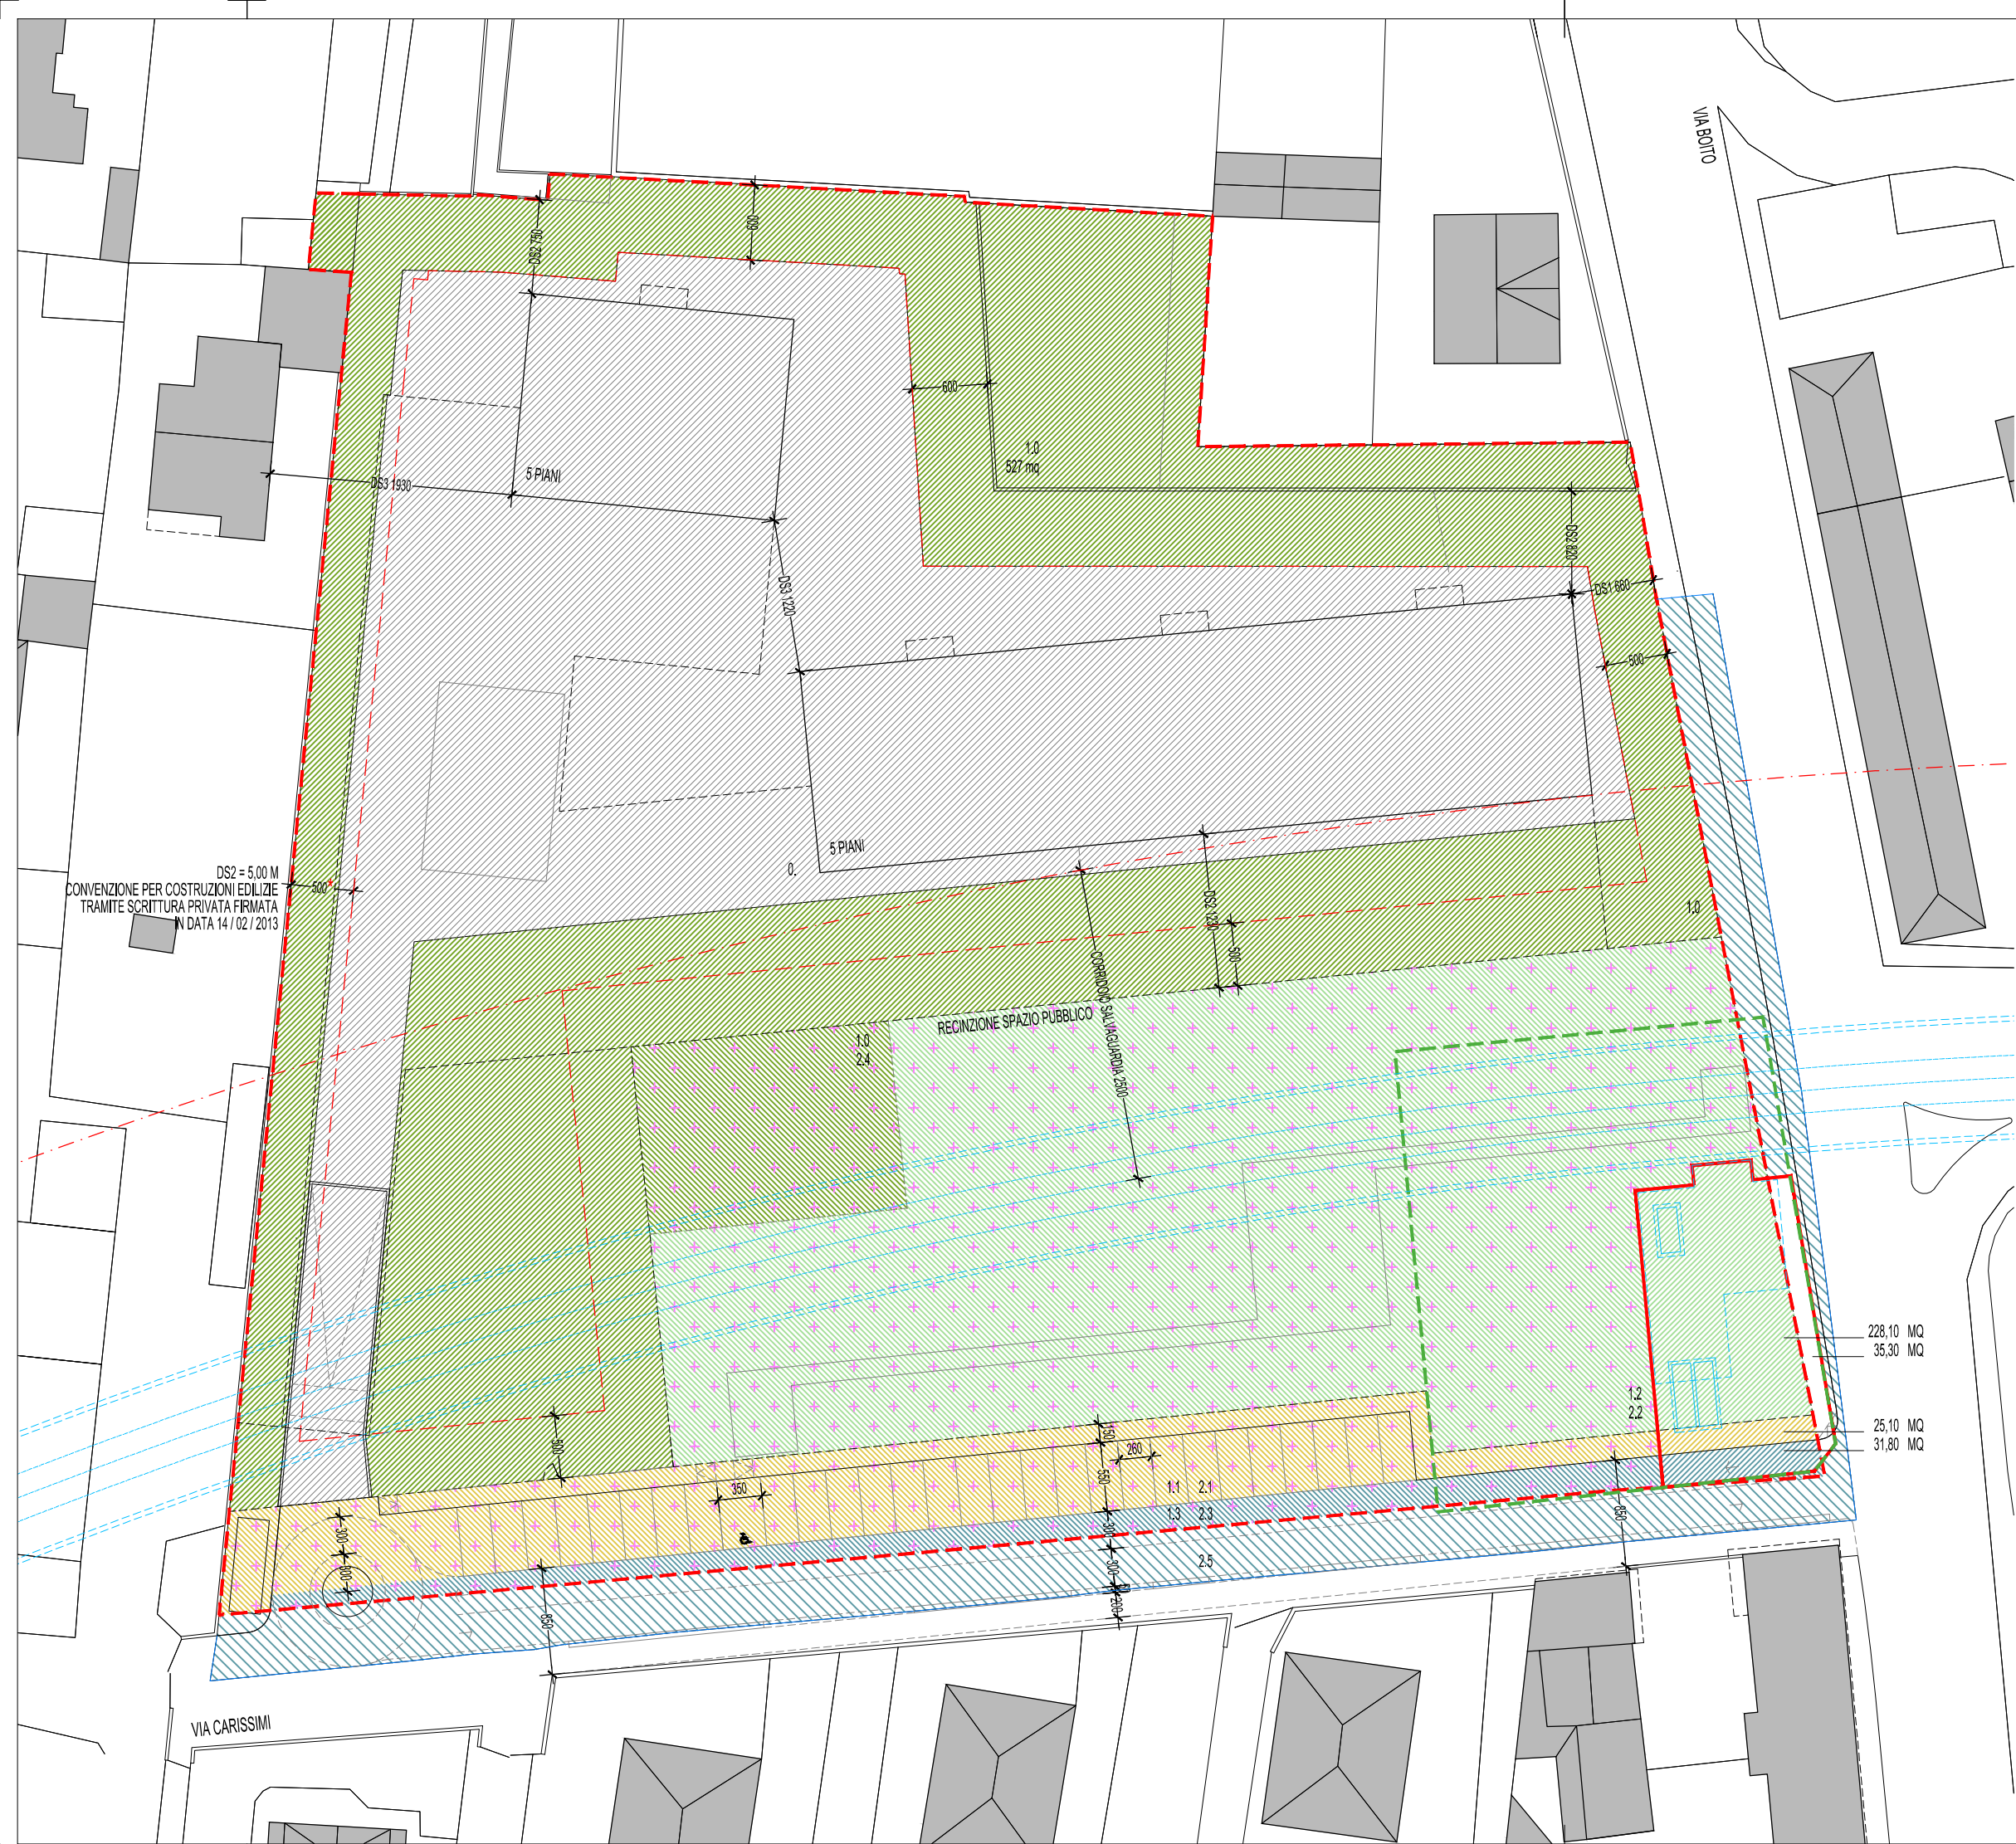 VIA BOITO
DS2 750
600
600
1.0
527 mq
DS3 1930
5 PIANI
DS2 820
DS1 660
DS3 1220
500
5 PIANI
0.
DS2 = 5,00 M
CONVENZIONE PER COSTRUZIONI EDILIZIE
TRAMITE SCRITTURA PRIVATA FIRMATA
IN DATA 14 / 02 / 2013
500*
DS2 1230
500
1.0
CORRIDOIO SALVAGUARDIA 2500
RECINZIONE SPAZIO PUBBLICO
1.0
2.4
228,10 MQ
35,30 MQ
1.2
2.2
25,10 MQ
31,80 MQ
500
150
260
550
350
1.1 2.1
1.3 2.3
300
300
2.5
850
300
600
850
50
200
VIA CARISSIMI